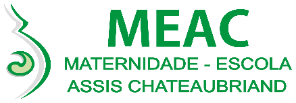 MEAC
MATERNIDADE - ESCOLA
ASSIS CHATEAUBRIAND